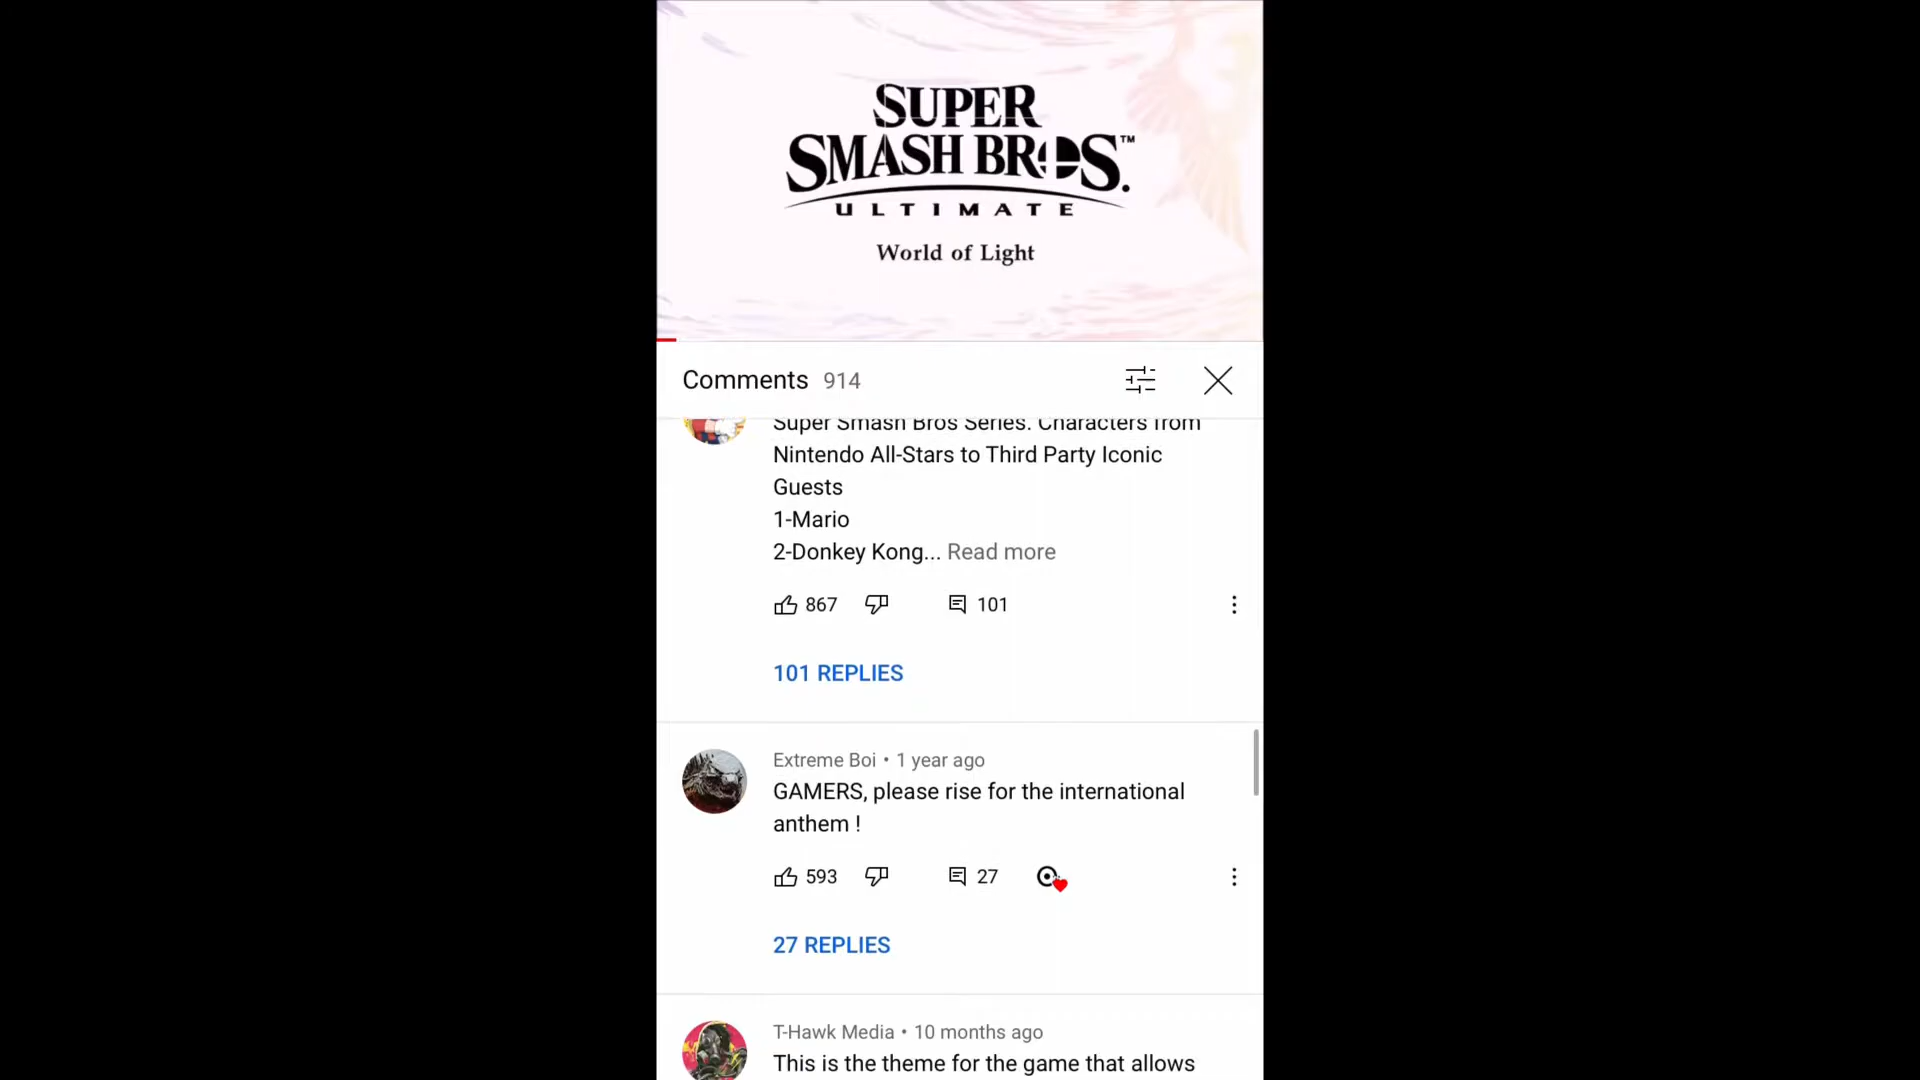 SUPER
SMASH BROS.™
ULTIMATE
World of Light
Comments 914
Super Smash Bros Series. Characters from
Nintendo All-Stars to Third Party Iconic
Guests
1-Mario
2-Donkey Kong... Read more
867 101
101 REPLIES
Extreme Boi • 1 year ago
GAMERS, please rise for the international
anthem !
593 27
27 REPLIES
T-Hawk Media • 10 months ago
This is the theme for the game that allows